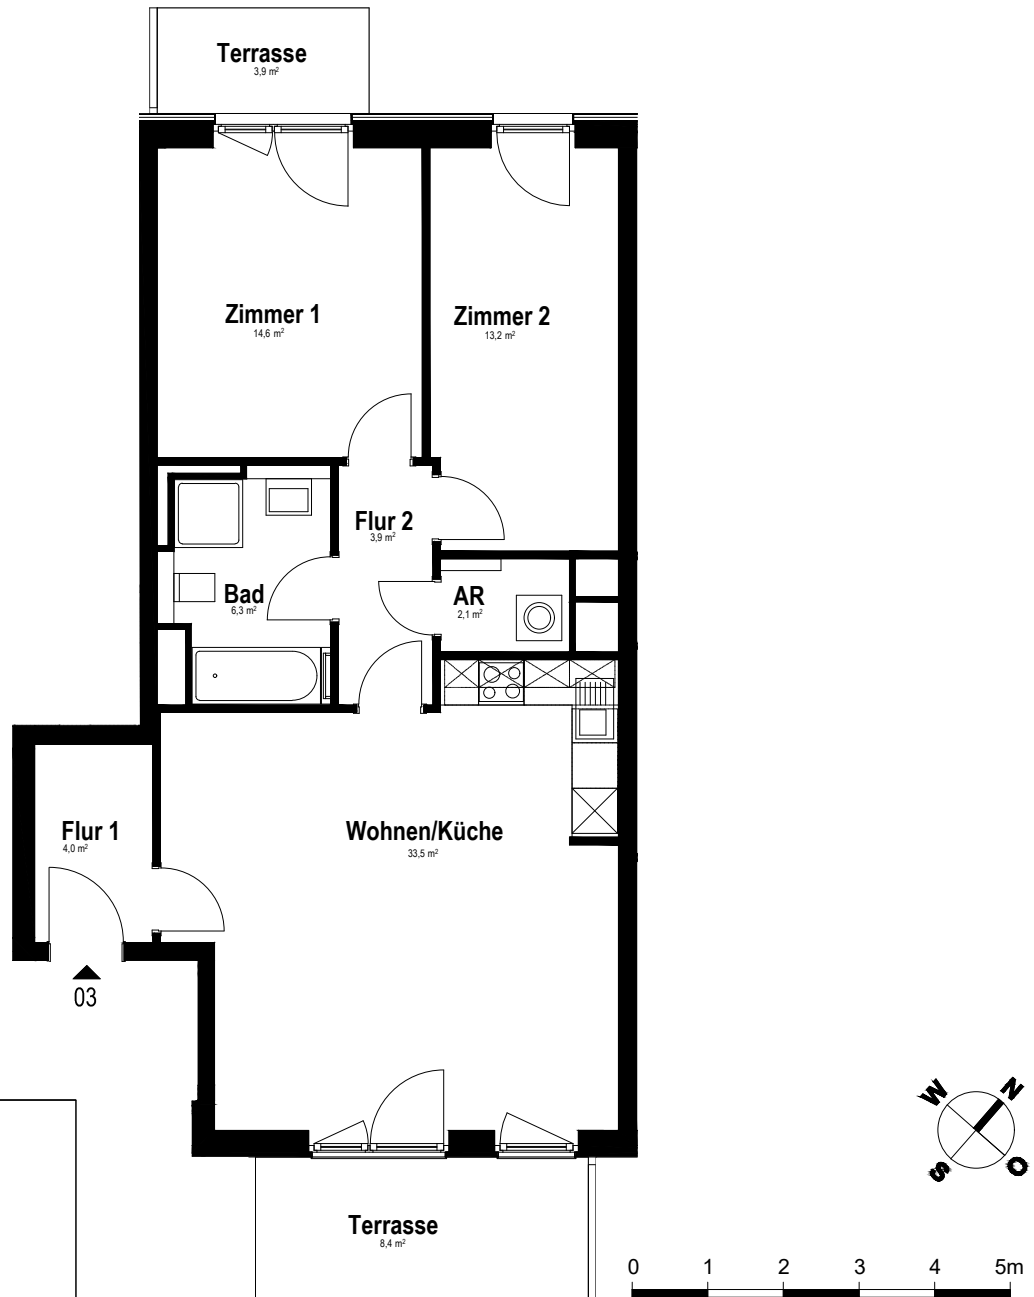 Terrasse
3,9 m²
Zimmer 1
14,6 m²
Zimmer 2
13,2 m²
Flur 2
3,9 m²
Bad
6,3 m²
AR
2,1 m²
Flur 1
4,0 m²
Wohnen/Küche
33,5 m²
03
W N
S O
Terrasse
8,4 m²
0 1 2 3 4 5m